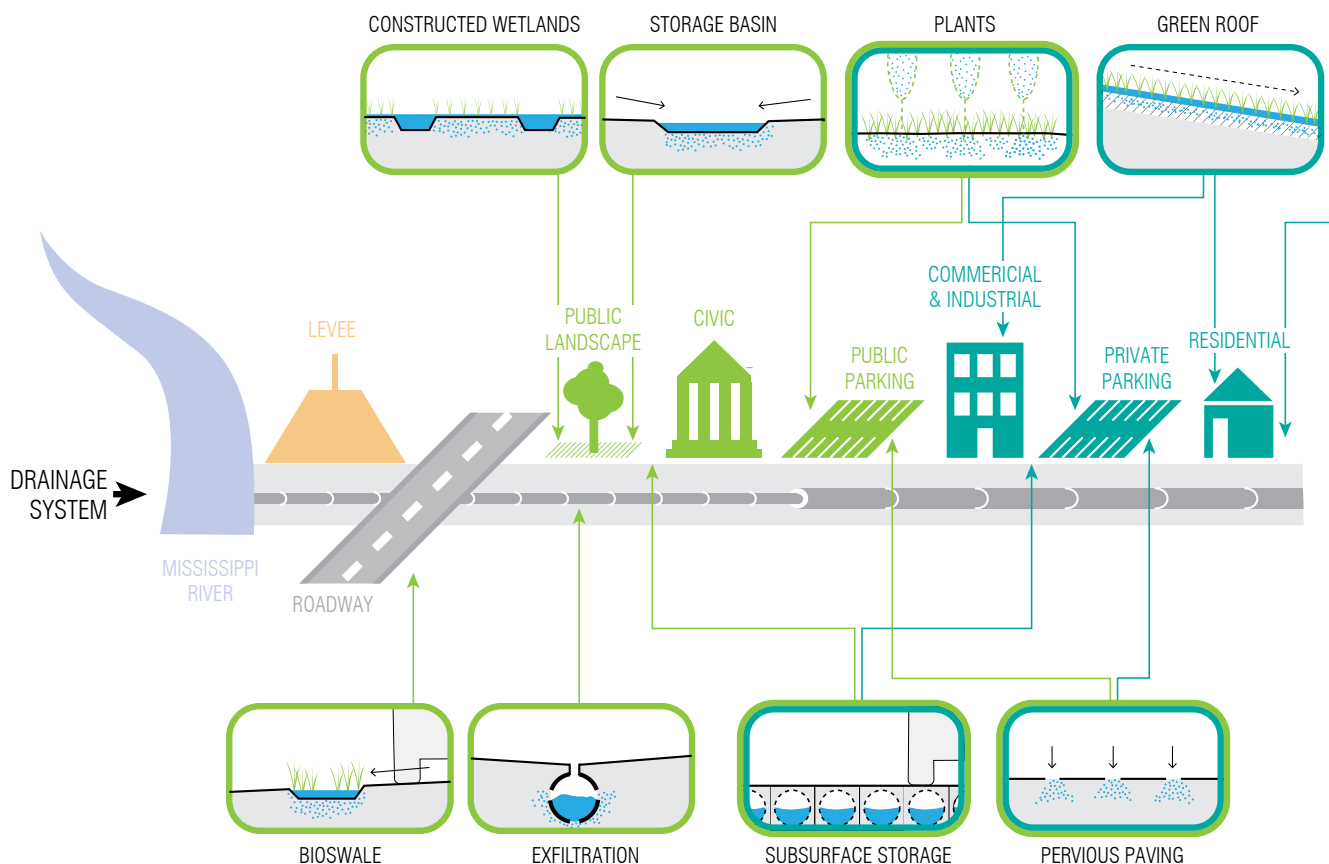 CONSTRUCTED WETLANDS
STORAGE BASIN
PLANTS
GREEN ROOF
COMMERICIAL
& INDUSTRIAL
LEVEE
PUBLIC
LANDSCAPE
CIVIC
PUBLIC
PARKING
PRIVATE
PARKING
RESIDENTIAL
DRAINAGE
SYSTEM
MISSISSIPPI
RIVER
ROADWAY
BIOSWALE
EXFILTRATION
SUBSURFACE STORAGE
PERVIOUS PAVING